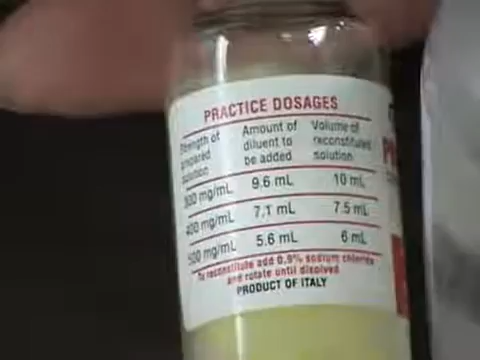 PRACTICE DOSAGES
Strength of prepared solution Amount of diluent to be added Volume of reconstituted solution
300 mg/mL 9.6 mL 10 mL
400 mg/mL 7.1 mL 7.5 mL
500 mg/mL 5.6 mL 6 mL
To reconstitute add 0.9% sodium chloride
and rotate until disolved
PRODUCT OF ITALY